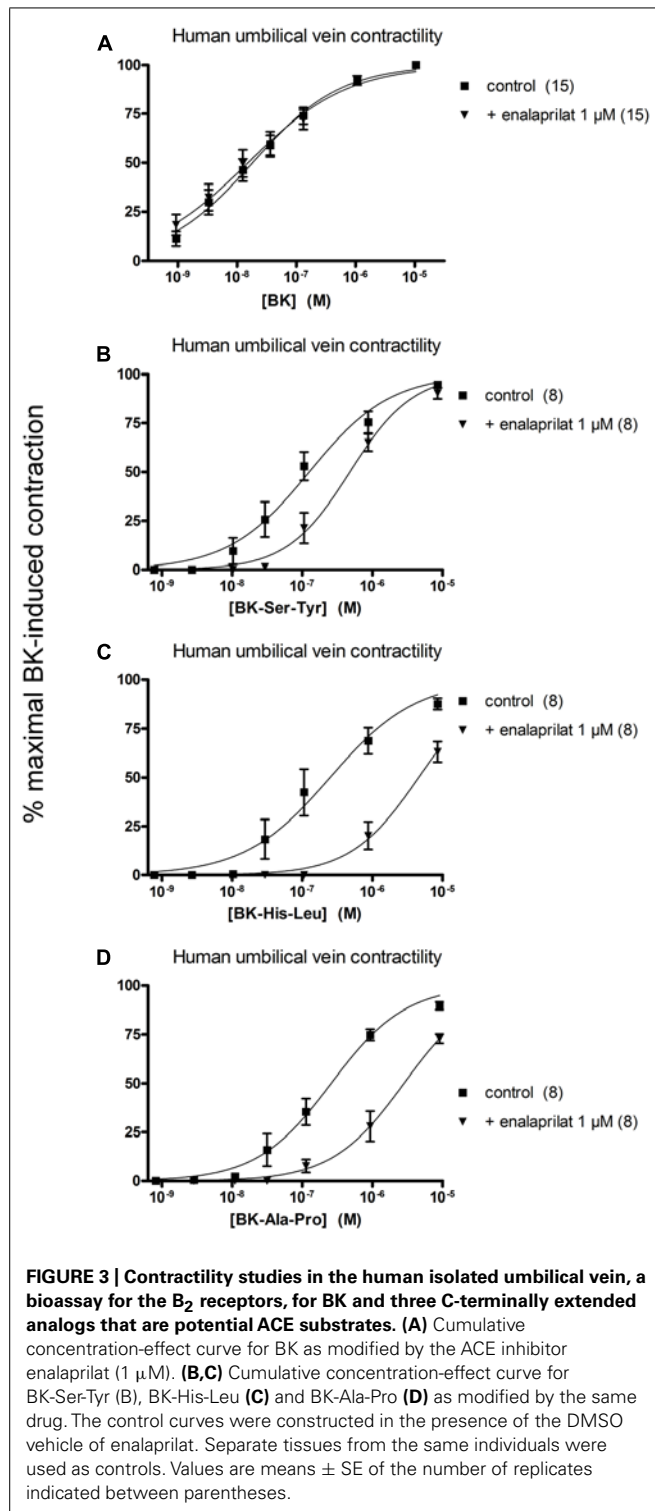 A
Human umbilical vein contractility
100
75
50
25
0
10-9 10-8 10-7 10-6 10-5
[BK] (M)
control (15)
+ enalaprilat 1 µM (15)
B
Human umbilical vein contractility
100
75
50
25
0
10-9 10-8 10-7 10-6 10-5
[BK-Ser-Tyr] (M)
control (8)
+ enalaprilat 1 µM (8)
% maximal BK-induced contraction
C
Human umbilical vein contractility
100
75
50
25
0
10-9 10-8 10-7 10-6 10-5
[BK-His-Leu] (M)
control (8)
+ enalaprilat 1 µM (8)
D
Human umbilical vein contractility
100
75
50
25
0
10-9 10-8 10-7 10-6 10-5
[BK-Ala-Pro] (M)
control (8)
+ enalaprilat 1 µM (8)
FIGURE 3 | Contractility studies in the human isolated umbilical vein, a
bioassay for the B2 receptors, for BK and three C-terminally extended
analogs that are potential ACE substrates. (A) Cumulative
concentration-effect curve for BK as modified by the ACE inhibitor
enalaprilat (1 µM). (B,C) Cumulative concentration-effect curve for
BK-Ser-Tyr (B), BK-His-Leu (C) and BK-Ala-Pro (D) as modified by the same
drug. The control curves were constructed in the presence of the DMSO
vehicle of enalaprilat. Separate tissues from the same individuals were
used as controls. Values are means ± SE of the number of replicates
indicated between parentheses.